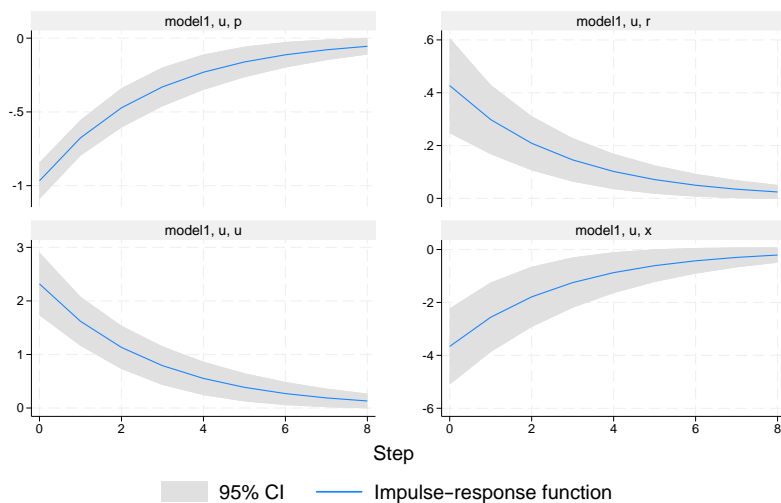 model1, u, p
0
-.5
-1
model1, u, r
.6
.4
.2
0
model1, u, u
3
2
1
0
0 2 4 6 8
model1, u, x
0
-2
-4
-6
0 2 4 6 8
Step
95% CI Impulse-response function